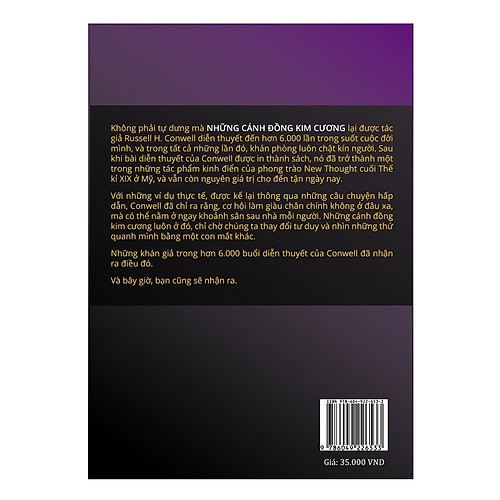 Không phải tự dưng mà NHỮNG CÁNH ĐỒNG KIM CƯƠNG lại được tác
giả Russell H. Conwell diễn thuyết đến hơn 6.000 lần trong suốt cuộc đời
mình, và trong tất cả những lần đó, khán phòng luôn chật kín người. Sau
khi bài diễn thuyết của Conwell được in thành sách, nó đã trở thành một
trong những tác phẩm kinh điển của phong trào New Thought cuối Thế
kỉ XIX ở Mỹ, và vẫn còn nguyên giá trị cho đến tận ngày nay.
Với những ví dụ thực tế, được kể lại thông qua những câu chuyện hấp
dẫn, Conwell đã chỉ ra rằng, cơ hội làm giàu chân chính không ở đâu xa,
mà có thể nằm ở ngay khoảnh sân sau nhà mỗi người. Những cánh đồng
kim cương luôn ở đó, chỉ chờ chúng ta thay đổi tư duy và nhìn những thứ
quanh mình bằng một con mắt khác.
Những khán giả trong hơn 6.000 buổi diễn thuyết của Conwell đã nhận
ra điều đó.
Và bây giờ, bạn cũng sẽ nhận ra.
ISBN 978-604-922-653-3
9 786049 226533
Giá: 35.000 VND